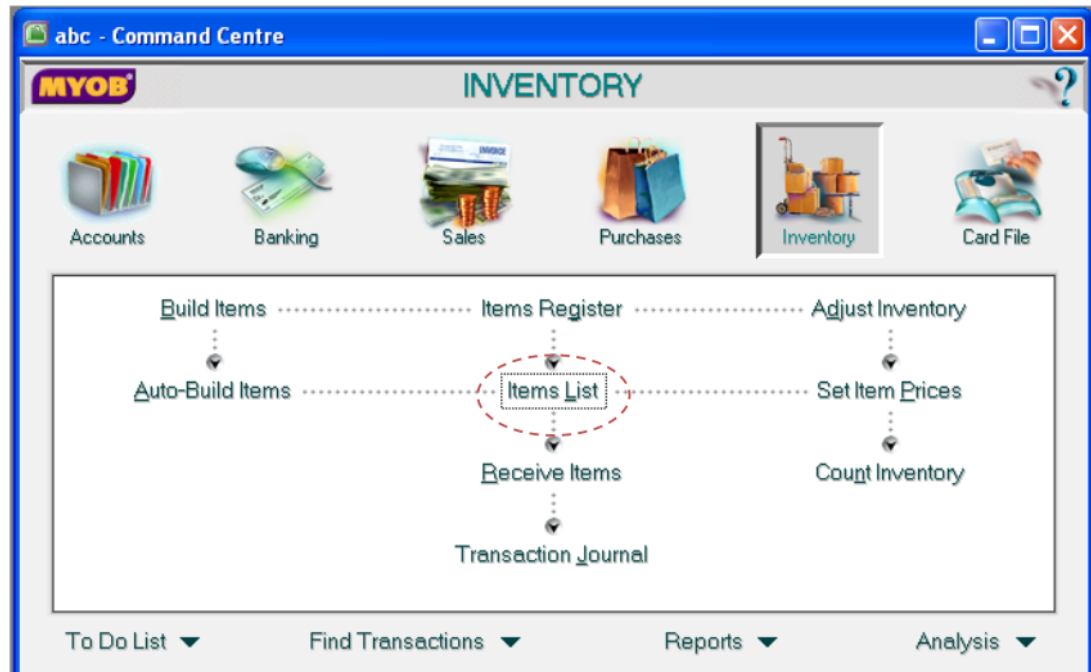 abc - Command Centre
MYOB
INVENTORY
?
INVOICE
Accounts
Banking
Sales
Purchases
Inventory
Card File
Build Items
Items Register
Adjust Inventory
Auto-Build Items
Items List
Set Item Prices
Receive Items
Count Inventory
Transaction Journal
To Do List
Find Transactions
Reports
Analysis